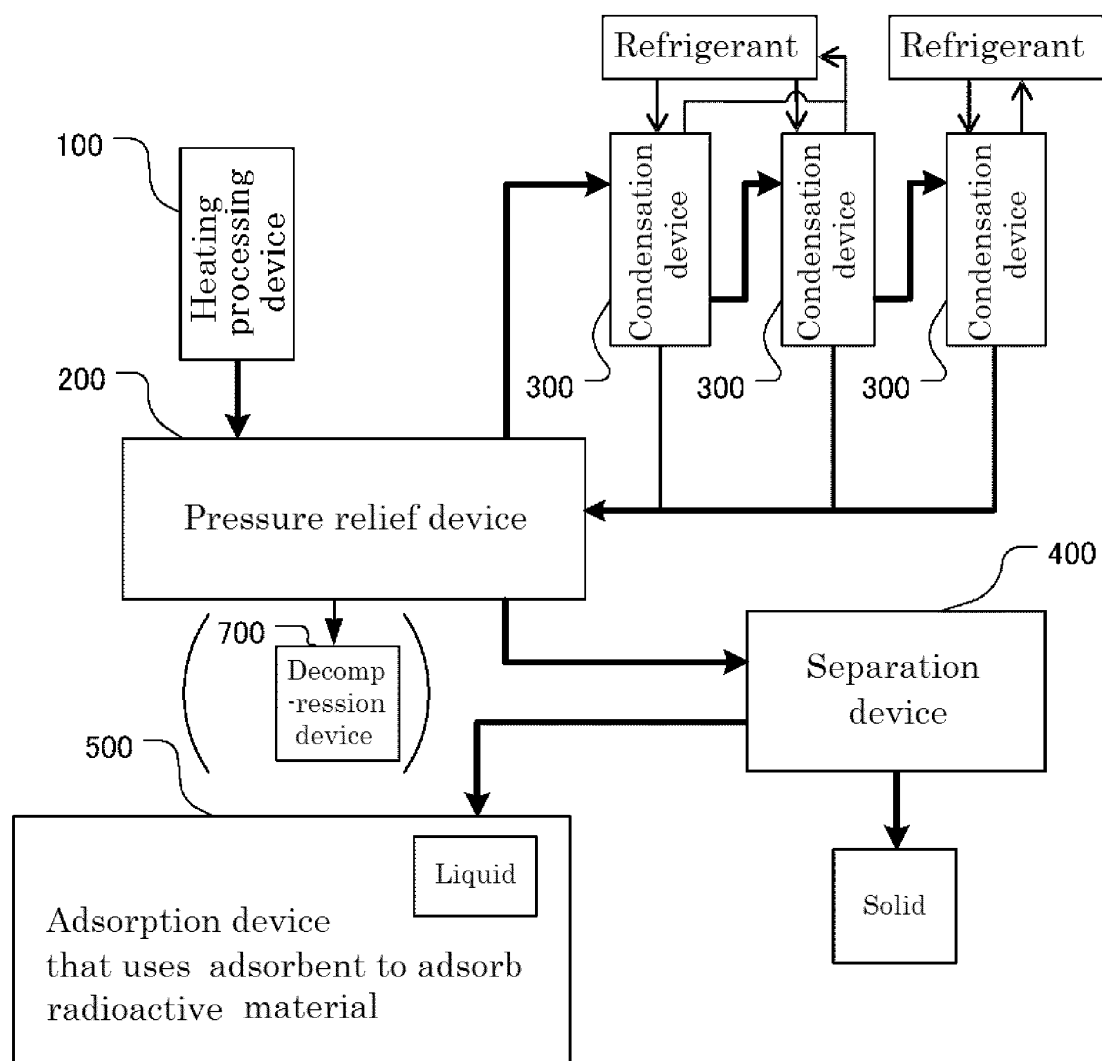 Refrigerant
Refrigerant
100
Heating
processing
device
Condensation
device
Condensation
device
Condensation
device
300
300
300
200
Pressure relief device
400
Separation
device
700
Decomp
-ression
device
500
Liquid
Adsorption device
that uses adsorbent to adsorb
radioactive material
Solid